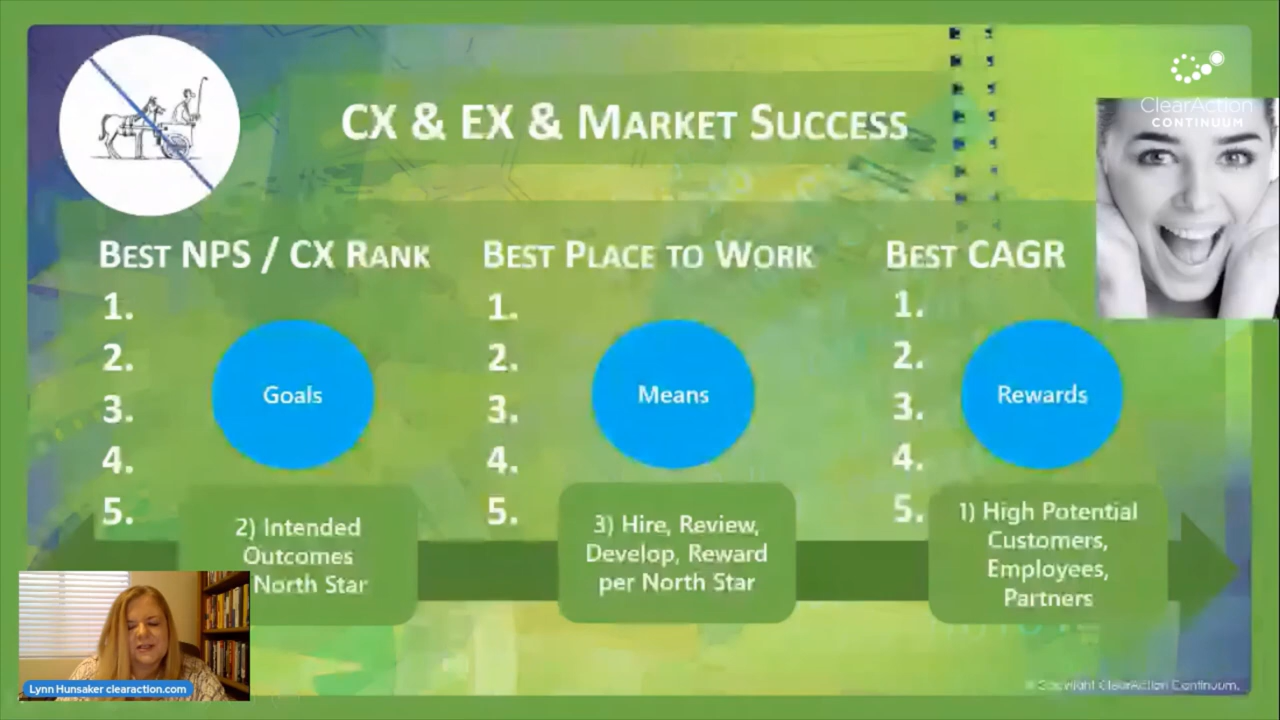 ClearAction
CONTINUUM
CX & EX & MARKET SUCCESS
BEST NPS / CX RANK
1.
2.
3.
4.
5.
Goals
2) Intended
Outcomes
North Star
BEST PLACE TO WORK
1.
2.
3.
4.
5.
Means
3) Hire, Review,
Develop, Reward
per North Star
BEST CAGR
1.
2.
3.
4.
5.
Rewards
1) High Potential
Customers,
Employees,
Partners
Lynn Hunsaker clearaction.com
© Copyright ClearAction Continuum.